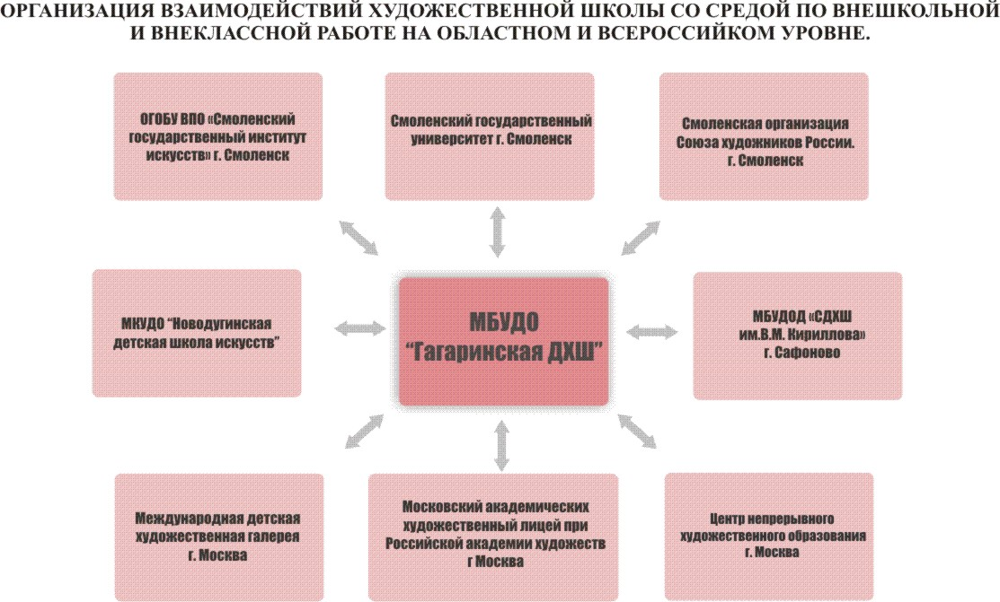 ОРГАНИЗАЦИЯ ВЗАИМОДЕЙСТВИЙ ХУДОЖЕСТВЕННОЙ ШКОЛЫ СО СРЕДОЙ ПО ВНЕШКОЛЬНОЙ
И ВНЕКЛАССНОЙ РАБОТЕ НА ОБЛАСТНОМ И ВСЕРОССИЙКОМ УРОВНЕ.
ОГОБУ ВПО «Смоленский
государственный институт
искусств» г. Смоленск
Смоленский государственный
университет г. Смоленск
Смоленская организация
Союза художников России.
г. Смоленск
МКУДО “Новодугинская
детская школа искусств”
МБУДО
“Гагаринская ДХШ”
МБУДОД «СДХШ
им.В.М. Кириллова»
г. Сафоново
Международная детская
художественная галерея
г. Москва
Московский академических
художественный лицей при
Российской академии художеств
г Москва
Центр непрерывного
художественного образования
г. Москва